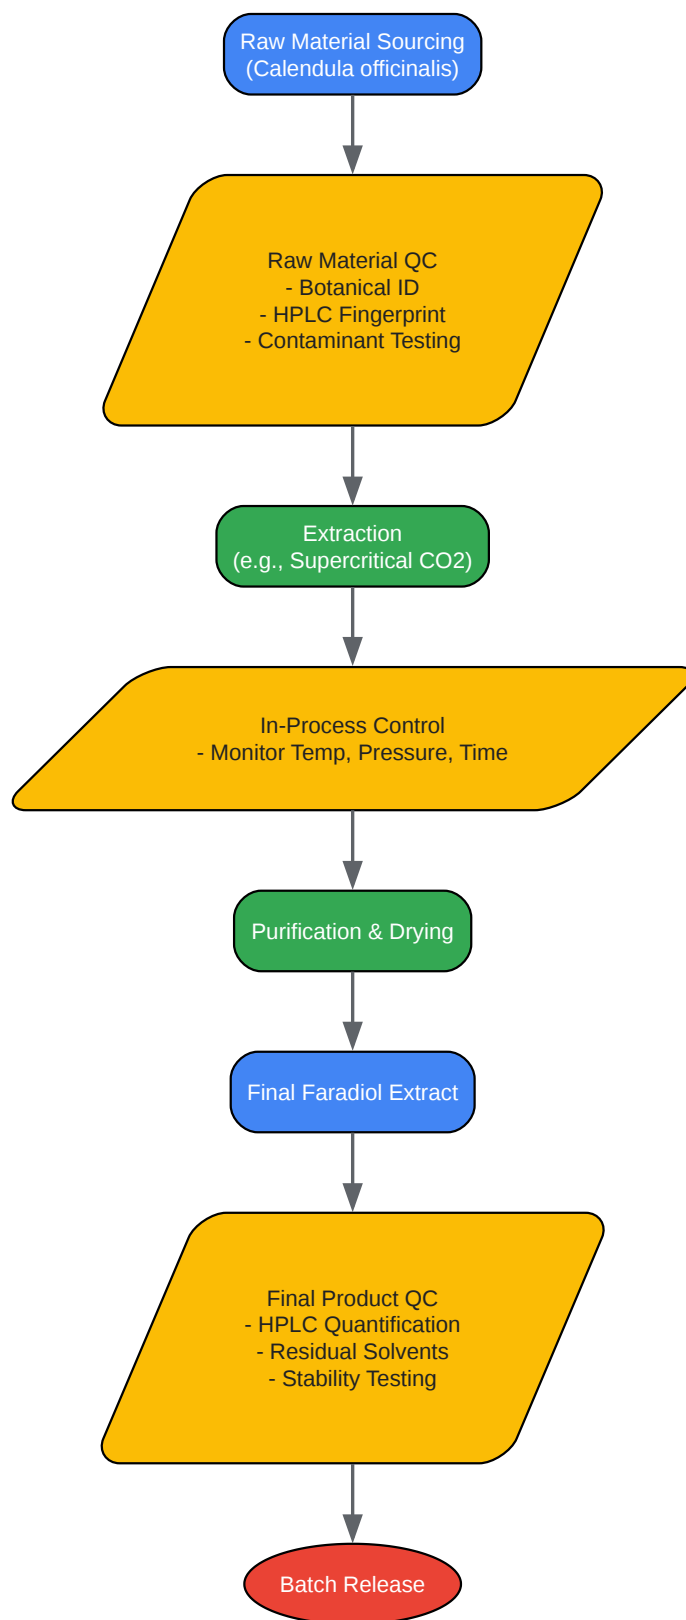 Raw Material Sourcing
(Calendula officinalis)
Raw Material QC
- Botanical ID
- HPLC Fingerprint
- Contaminant Testing
Extraction
(e.g., Supercritical CO2)
In-Process Control
- Monitor Temp, Pressure, Time
Purification & Drying
Final Faradiol Extract
Final Product QC
- HPLC Quantification
- Residual Solvents
- Stability Testing
Batch Release